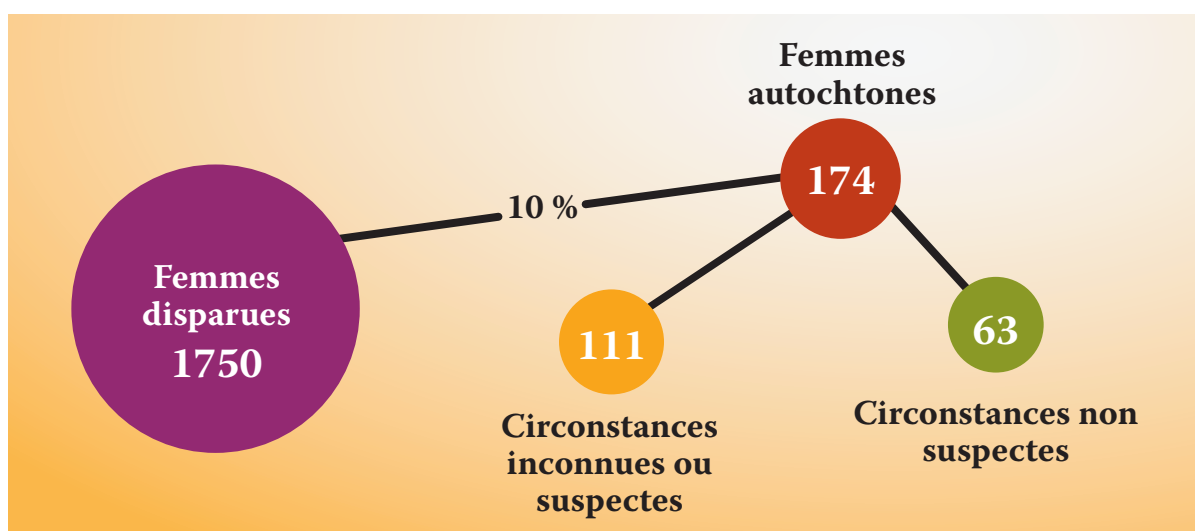 Femmes
autochtones
174
10 %
Femmes
disparues
1750
111
63
Circonstances
inconnues ou
suspectes
Circonstances non
suspectes